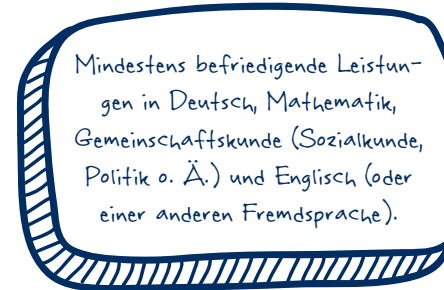 Mindestens befriedigende Leistun-
gen in Deutsch, Mathematik,
Gemeinschaftskunde (Sozialkunde,
Politik o. Ä.) und Englisch (oder
einer anderen Fremdsprache).